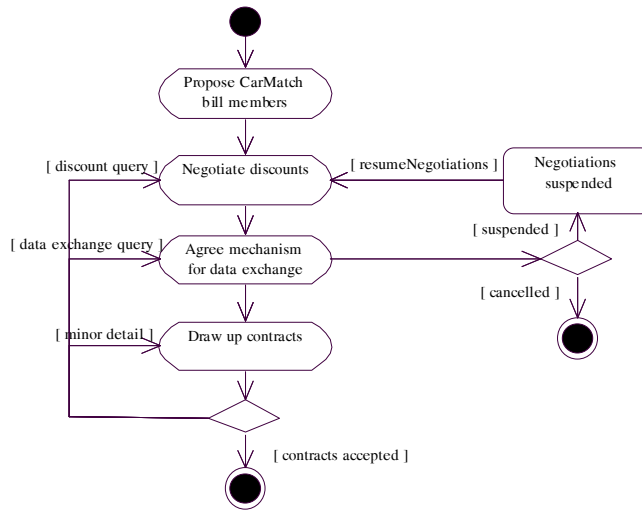 Propose CarMatch
bill members
[ discount query ]
Negotiate discounts
[ resumeNegotiations ]
Negotiations
suspended
[ data exchange query ]
Agree mechanism
for data exchange
[ suspended ]
[ cancelled ]
[ minor detail ]
Draw up contracts
[ contracts accepted ]